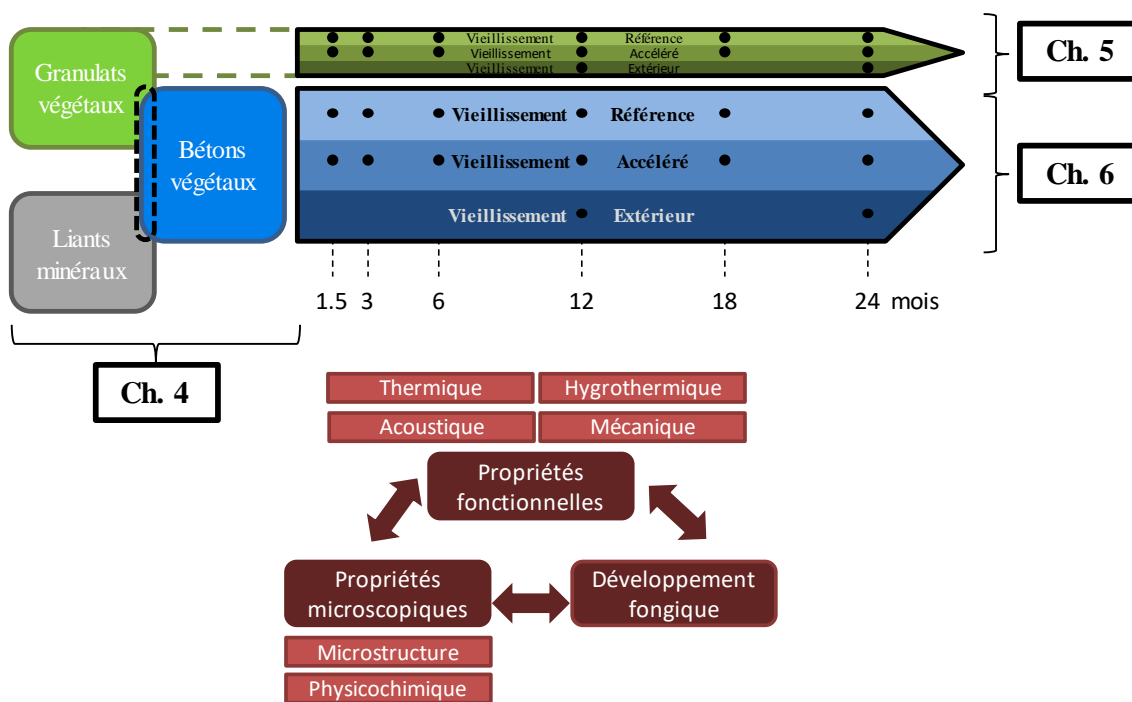 Granulats
végétaux
Bétons
végétaux
Liants
minéraux
Vieillissement Référence
Vieillissement Accéléré
Vieillissement Extérieur
Vieillissement Référence
Vieillissement Accéléré
Vieillissement Extérieur
Ch. 5
Ch. 6
1.5 3 6 12 18 24 mois
Ch. 4
Thermique Hygrothermique
Acoustique Mécanique
Propriétés
fonctionnelles
Propriétés
microscopiques
Développement
fongique
Microstructure
Physicochimique